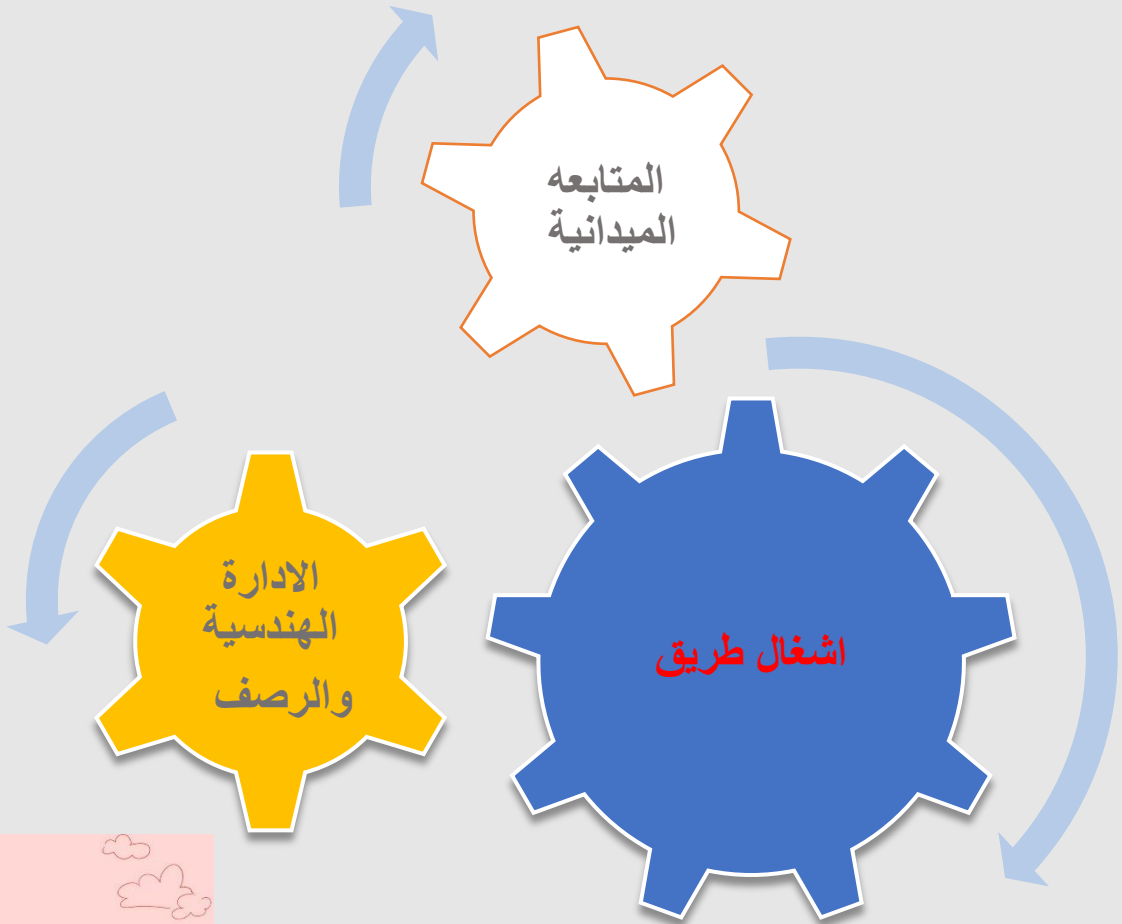 المتابعه
الميدانية
الادارة
الهندسية
والرصف
اشغال طريق